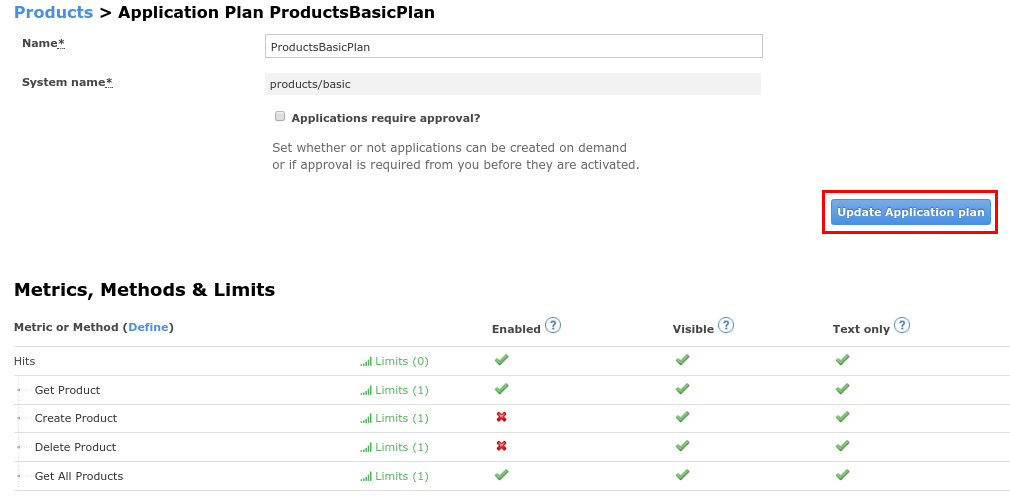 Products > Application Plan ProductsBasicPlan
Name*
ProductsBasicPlan
System name*
products/basic
Applications require approval?
Set whether or not applications can be created on demand
or if approval is required from you before they are activated.
Update Application plan
Metrics, Methods & Limits
Metric or Method (Define) Enabled ? Visible ? Text only ?
Hits Limits (0)
Get Product Limits (1)
Create Product Limits (1)
Delete Product Limits (1)
Get All Products Limits (1)